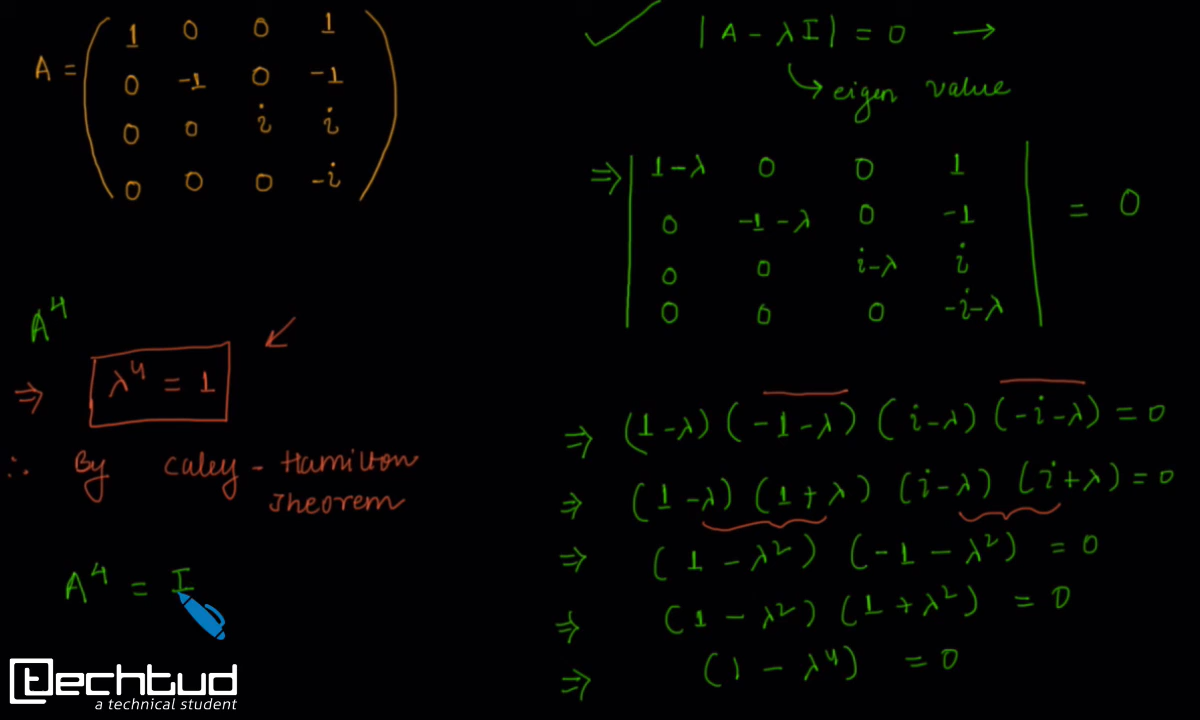 A = ( 1 0 0 1
0 -1 0 -1
0 0 i i
0 0 0 -i )
A⁴
⇒ λ⁴ = 1
∴ By Caley - Hamilton
Theorem
A⁴ = I
techtud
a technical student
✓ | A - λI | = 0 →
↳ eigen value
⇒ | 1-λ 0 0 1 |
0 -1-λ 0 -1 = 0
0 0 i-λ i
0 0 0 -i-λ
⇒ (1-λ) (-1-λ) (i-λ) (-i-λ) = 0
⇒ (1-λ) (1+λ) (i-λ) (i+λ) = 0
⇒ (1 - λ²) (-1 - λ²) = 0
⇒ (1 - λ²) (1 + λ²) = 0
⇒ (1 - λ⁴) = 0